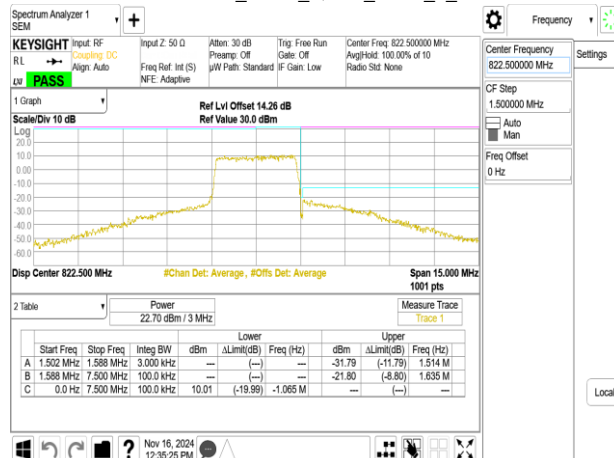 Spectrum Analyzer 1
SEM
Frequency
KEYSIGHT
Input: RF
Coupling: DC
Align: Auto
Input Z: 50 Ω
Freq Ref: Int (S)
NFE: Adaptive
Atten: 30 dB
Preamp: Off
µW Path: Standard
Trig: Free Run
Gate: Off
IF Gain: Low
Center Freq: 822.500000 MHz
Avg|Hold: 100.00% of 10
Radio Std: None
RL
LXI
PASS
Center Frequency
822.500000 MHz
Settings
CF Step
1.500000 MHz
Auto
Man
Freq Offset
0 Hz
1 Graph
Scale/Div 10 dB
Ref Lvl Offset 14.26 dB
Ref Value 30.0 dBm
Log
20.0
10.0
0.00
-10.0
-20.0
-30.0
-40.0
-50.0
-60.0
Disp Center 822.500 MHz
#Chan Det: Average , #Offs Det: Average
Span 15.000 MHz
1001 pts
2 Table
Power
22.70 dBm / 3 MHz
Measure Trace
Trace 1
Lower Upper
Start Freq Stop Freq Integ BW dBm ΔLimit(dB) Freq (Hz) dBm ΔLimit(dB) Freq (Hz)
A 1.502 MHz 1.588 MHz 3.000 kHz --- (---) --- -31.79 (-11.79) 1.514 M
B 1.588 MHz 7.500 MHz 100.0 kHz --- (---) --- -21.80 (-8.80) 1.635 M
C 0.0 Hz 7.500 MHz 100.0 kHz 10.01 (-19.99) -1.065 M --- (---) ---
Local
Nov 16, 2024
12:35:25 PM